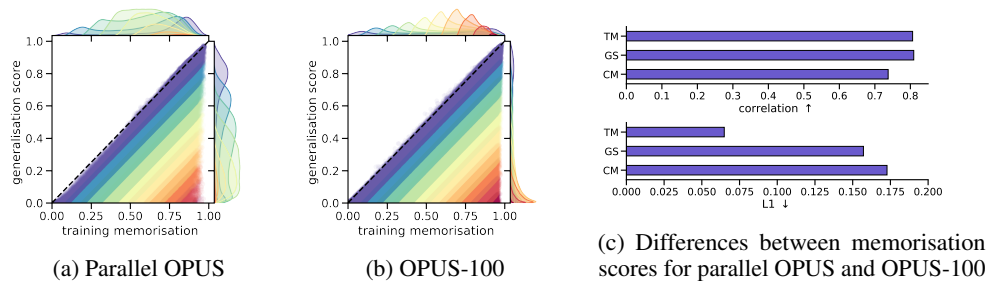 1.0
0.8
0.6
0.4
0.2
0.0
generalisation score
0.25 0.50 0.75 1.00
training memorisation
(a) Parallel OPUS
1.0
0.8
0.6
0.4
0.2
0.0
generalisation score
0.25 0.50 0.75 1.00
training memorisation
(b) OPUS-100
TM
GS
CM
0.0 0.1 0.2 0.3 0.4 0.5 0.6 0.7 0.8
correlation ↑
TM
GS
CM
0.000 0.025 0.050 0.075 0.100 0.125 0.150 0.175 0.200
L1 ↓
(c) Differences between memorisation
scores for parallel OPUS and OPUS-100